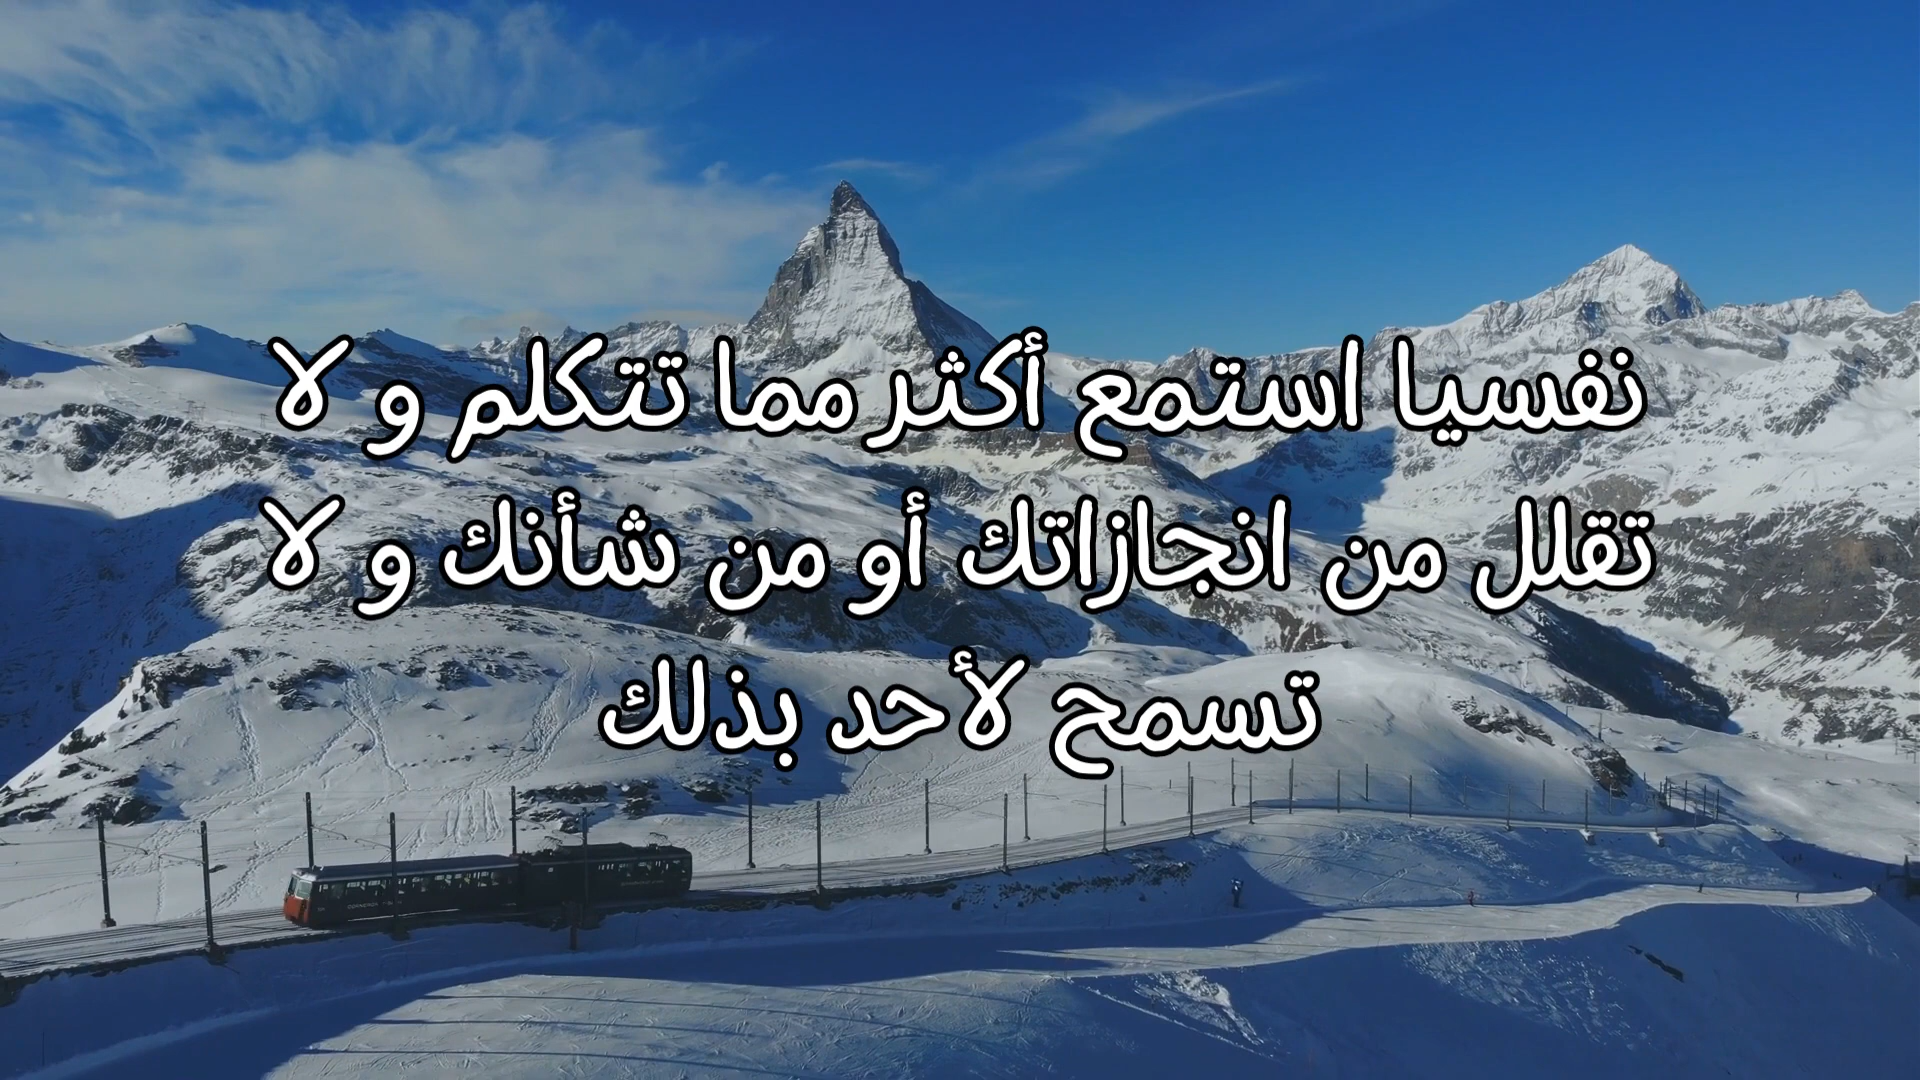 نفسيا استمع أكثر مما تتكلم و لا
تقلل من انجازاتك أو من شأنك و لا
تسمح لأحد بذلك